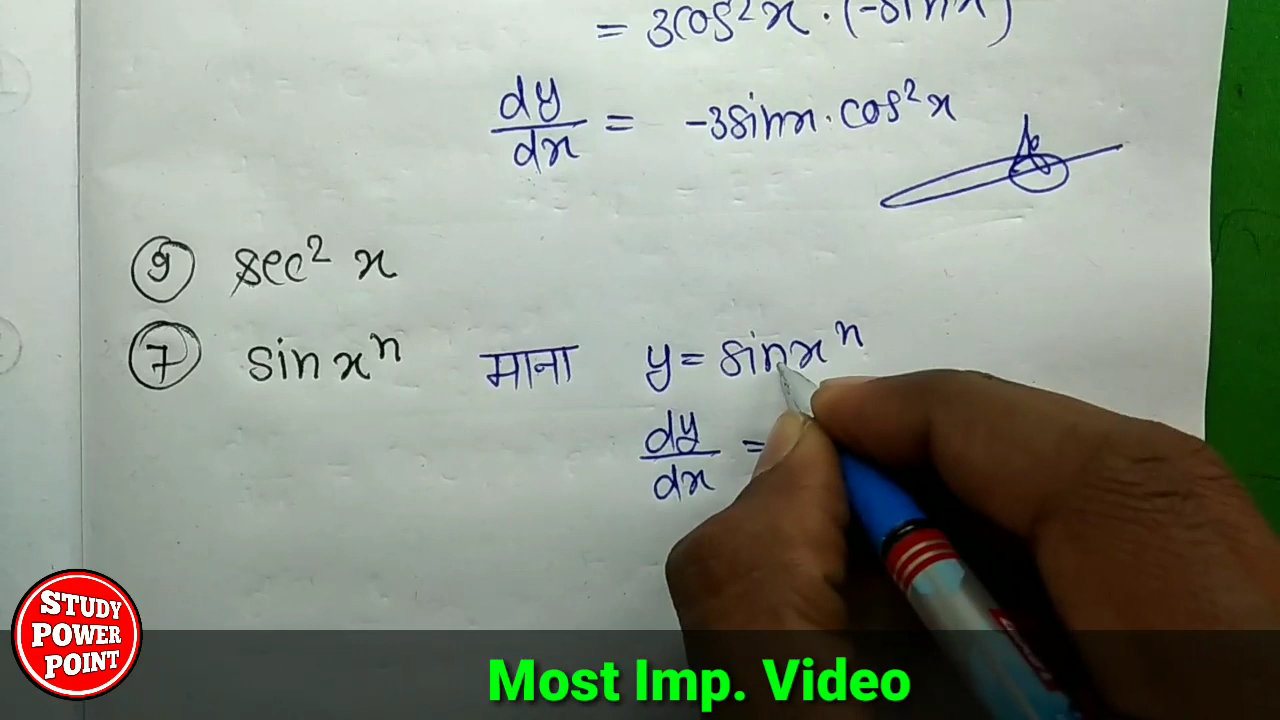 = 3cos²x · (-sinx)
dy/dx = -3sinx · cos²x
⑨ sec² x
⑦ sin xⁿ माना y = sin xⁿ
dy/dx =
STUDY
POWER
POINT
Most Imp. Video